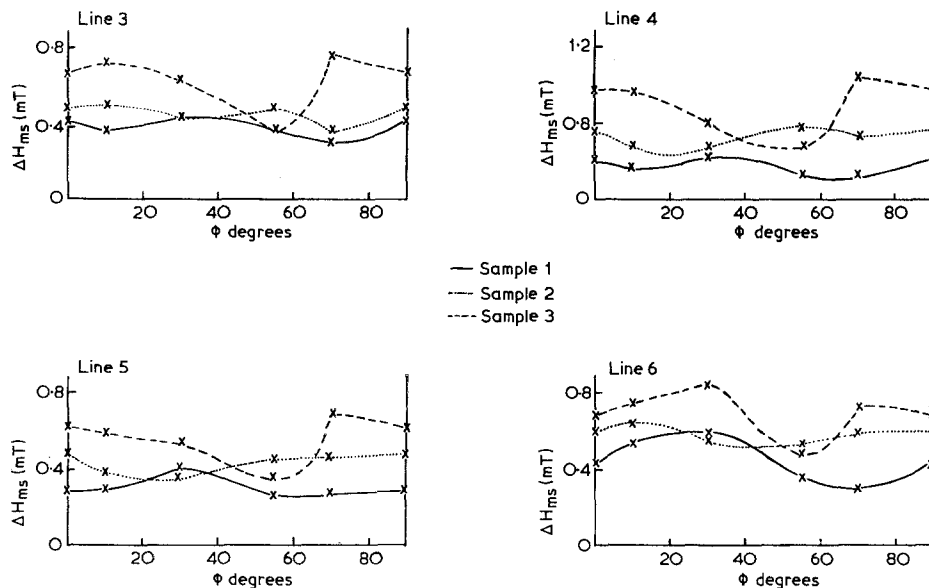 Line 3
0·8
0·4
0
ΔHms (mT)
20 40 60 80
Φ degrees
Line 4
1·2
0·8
0
ΔHms (mT)
20 40 60 80
Φ degrees
Sample 1
Sample 2
Sample 3
Line 5
0·8
0·4
0
ΔHms (mT)
20 40 60 80
Φ degrees
Line 6
0·8
0·4
0
ΔHms (mT)
20 40 60 80
Φ degrees